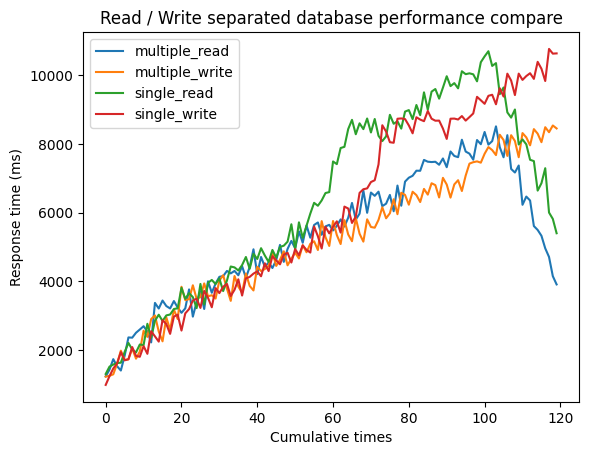 Read / Write separated database performance compare
multiple_read
multiple_write
single_read
single_write
Response time (ms)
10000
8000
6000
4000
2000
0 20 40 60 80 100 120
Cumulative times